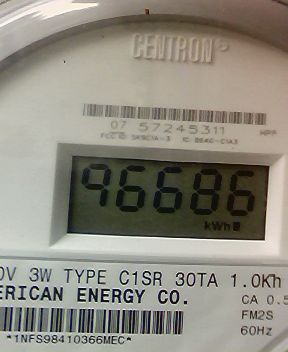 CENTRON®
07 57245311 HPP
96686
kWh
0V 3W TYPE C1SR 30TA 1.0Kh
ERICAN ENERGY CO. CA 0.5
FM2S
*1NFS98410366MEC* 60Hz